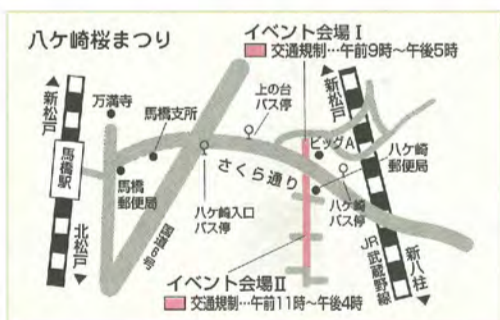 八ケ崎桜まつり
イベント会場Ⅰ
交通規制…午前9時～午後5時
▲新松戸
万満寺
馬橋支所
上の台
バス停
▲新松戸
馬橋駅
馬橋
郵便局
さくら通り
ビッグA
八ケ崎
郵便局
北松戸▼
国道6号
八ケ崎入口
バス停
八ケ崎
バス停
JR武蔵野線
新八柱▼
イベント会場Ⅱ
交通規制…午前11時～午後4時